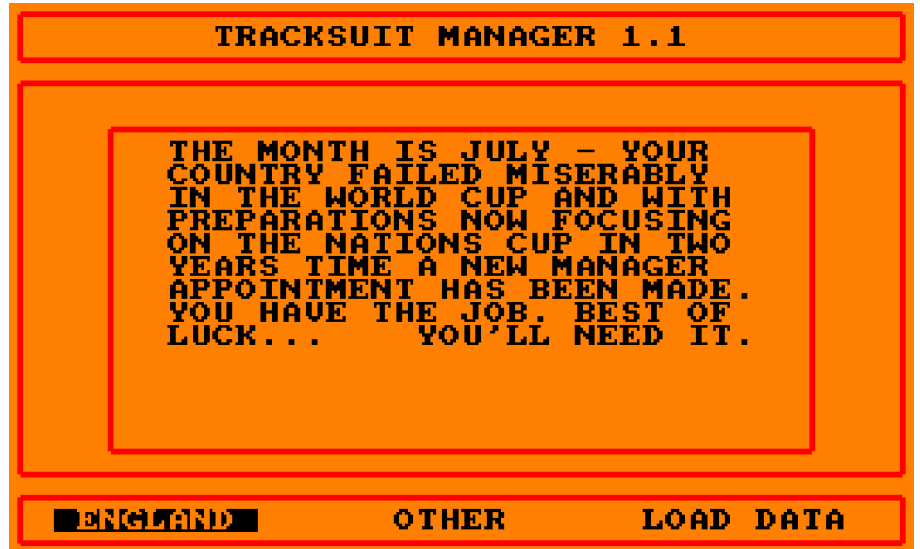 TRACKSUIT MANAGER 1.1
THE MONTH IS JULY - YOUR
COUNTRY FAILED MISERABLY
IN THE WORLD CUP AND WITH
PREPARATIONS NOW FOCUSING
ON THE NATIONS CUP IN TWO
YEARS TIME A NEW MANAGER
APPOINTMENT HAS BEEN MADE.
YOU HAVE THE JOB. BEST OF
LUCK... YOU'LL NEED IT.
ENGLAND OTHER LOAD DATA